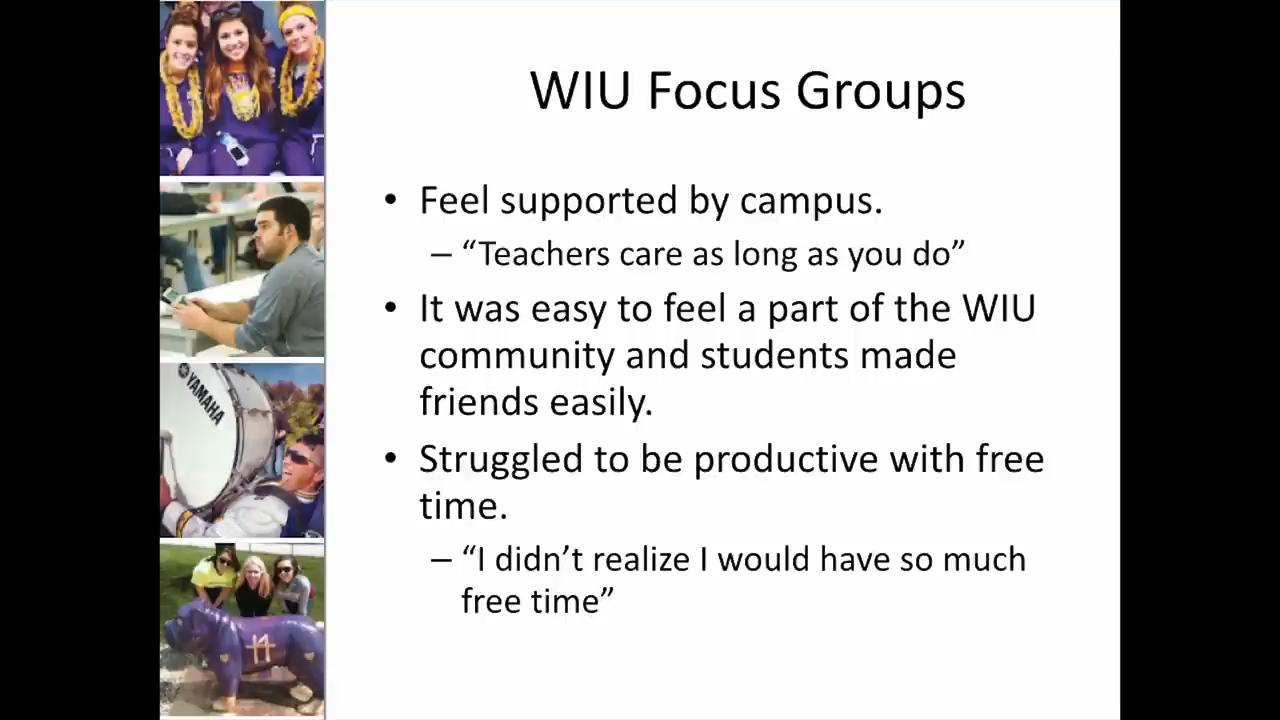 WIU Focus Groups
• Feel supported by campus.
– “Teachers care as long as you do”
• It was easy to feel a part of the WIU
community and students made
friends easily.
• Struggled to be productive with free
time.
– “I didn’t realize I would have so much
free time”
YAMAHA